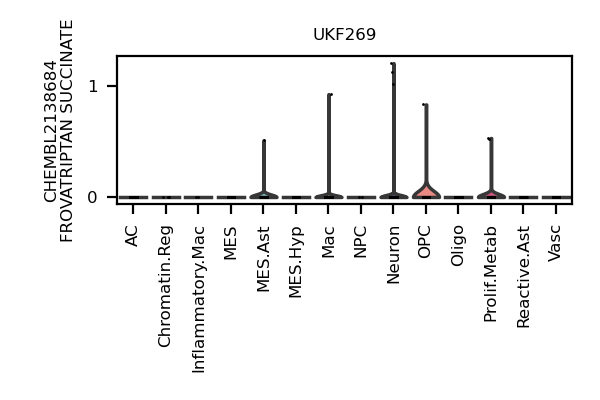 UKF269
CHEMBL2138684
FROVATRIPTAN SUCCINATE
1
0
AC
Chromatin.Reg
Inflammatory.Mac
MES
MES.Ast
MES.Hyp
Mac
NPC
Neuron
OPC
Oligo
Prolif.Metab
Reactive.Ast
Vasc